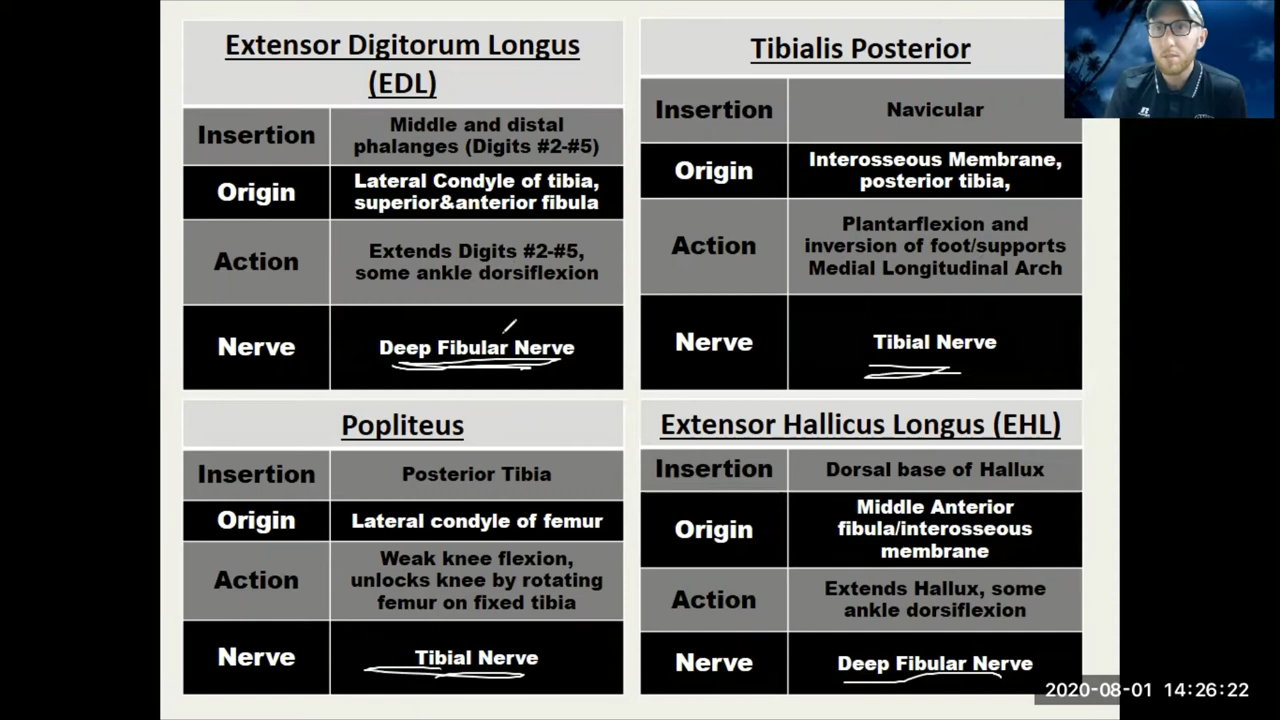 Extensor Digitorum Longus
(EDL)
Insertion
Middle and distal
phalanges (Digits #2-#5)
Origin
Lateral Condyle of tibia,
superior&anterior fibula
Action
Extends Digits #2-#5,
some ankle dorsiflexion
Nerve
Deep Fibular Nerve
Tibialis Posterior
Insertion
Navicular
Origin
Interosseous Membrane,
posterior tibia,
Action
Plantarflexion and
inversion of foot/supports
Medial Longitudinal Arch
Nerve
Tibial Nerve
Popliteus
Insertion
Posterior Tibia
Origin
Lateral condyle of femur
Action
Weak knee flexion,
unlocks knee by rotating
femur on fixed tibia
Nerve
Tibial Nerve
Extensor Hallicus Longus (EHL)
Insertion
Dorsal base of Hallux
Origin
Middle Anterior
fibula/interosseous
membrane
Action
Extends Hallux, some
ankle dorsiflexion
Nerve
Deep Fibular Nerve
2020-08-01 14:26:22